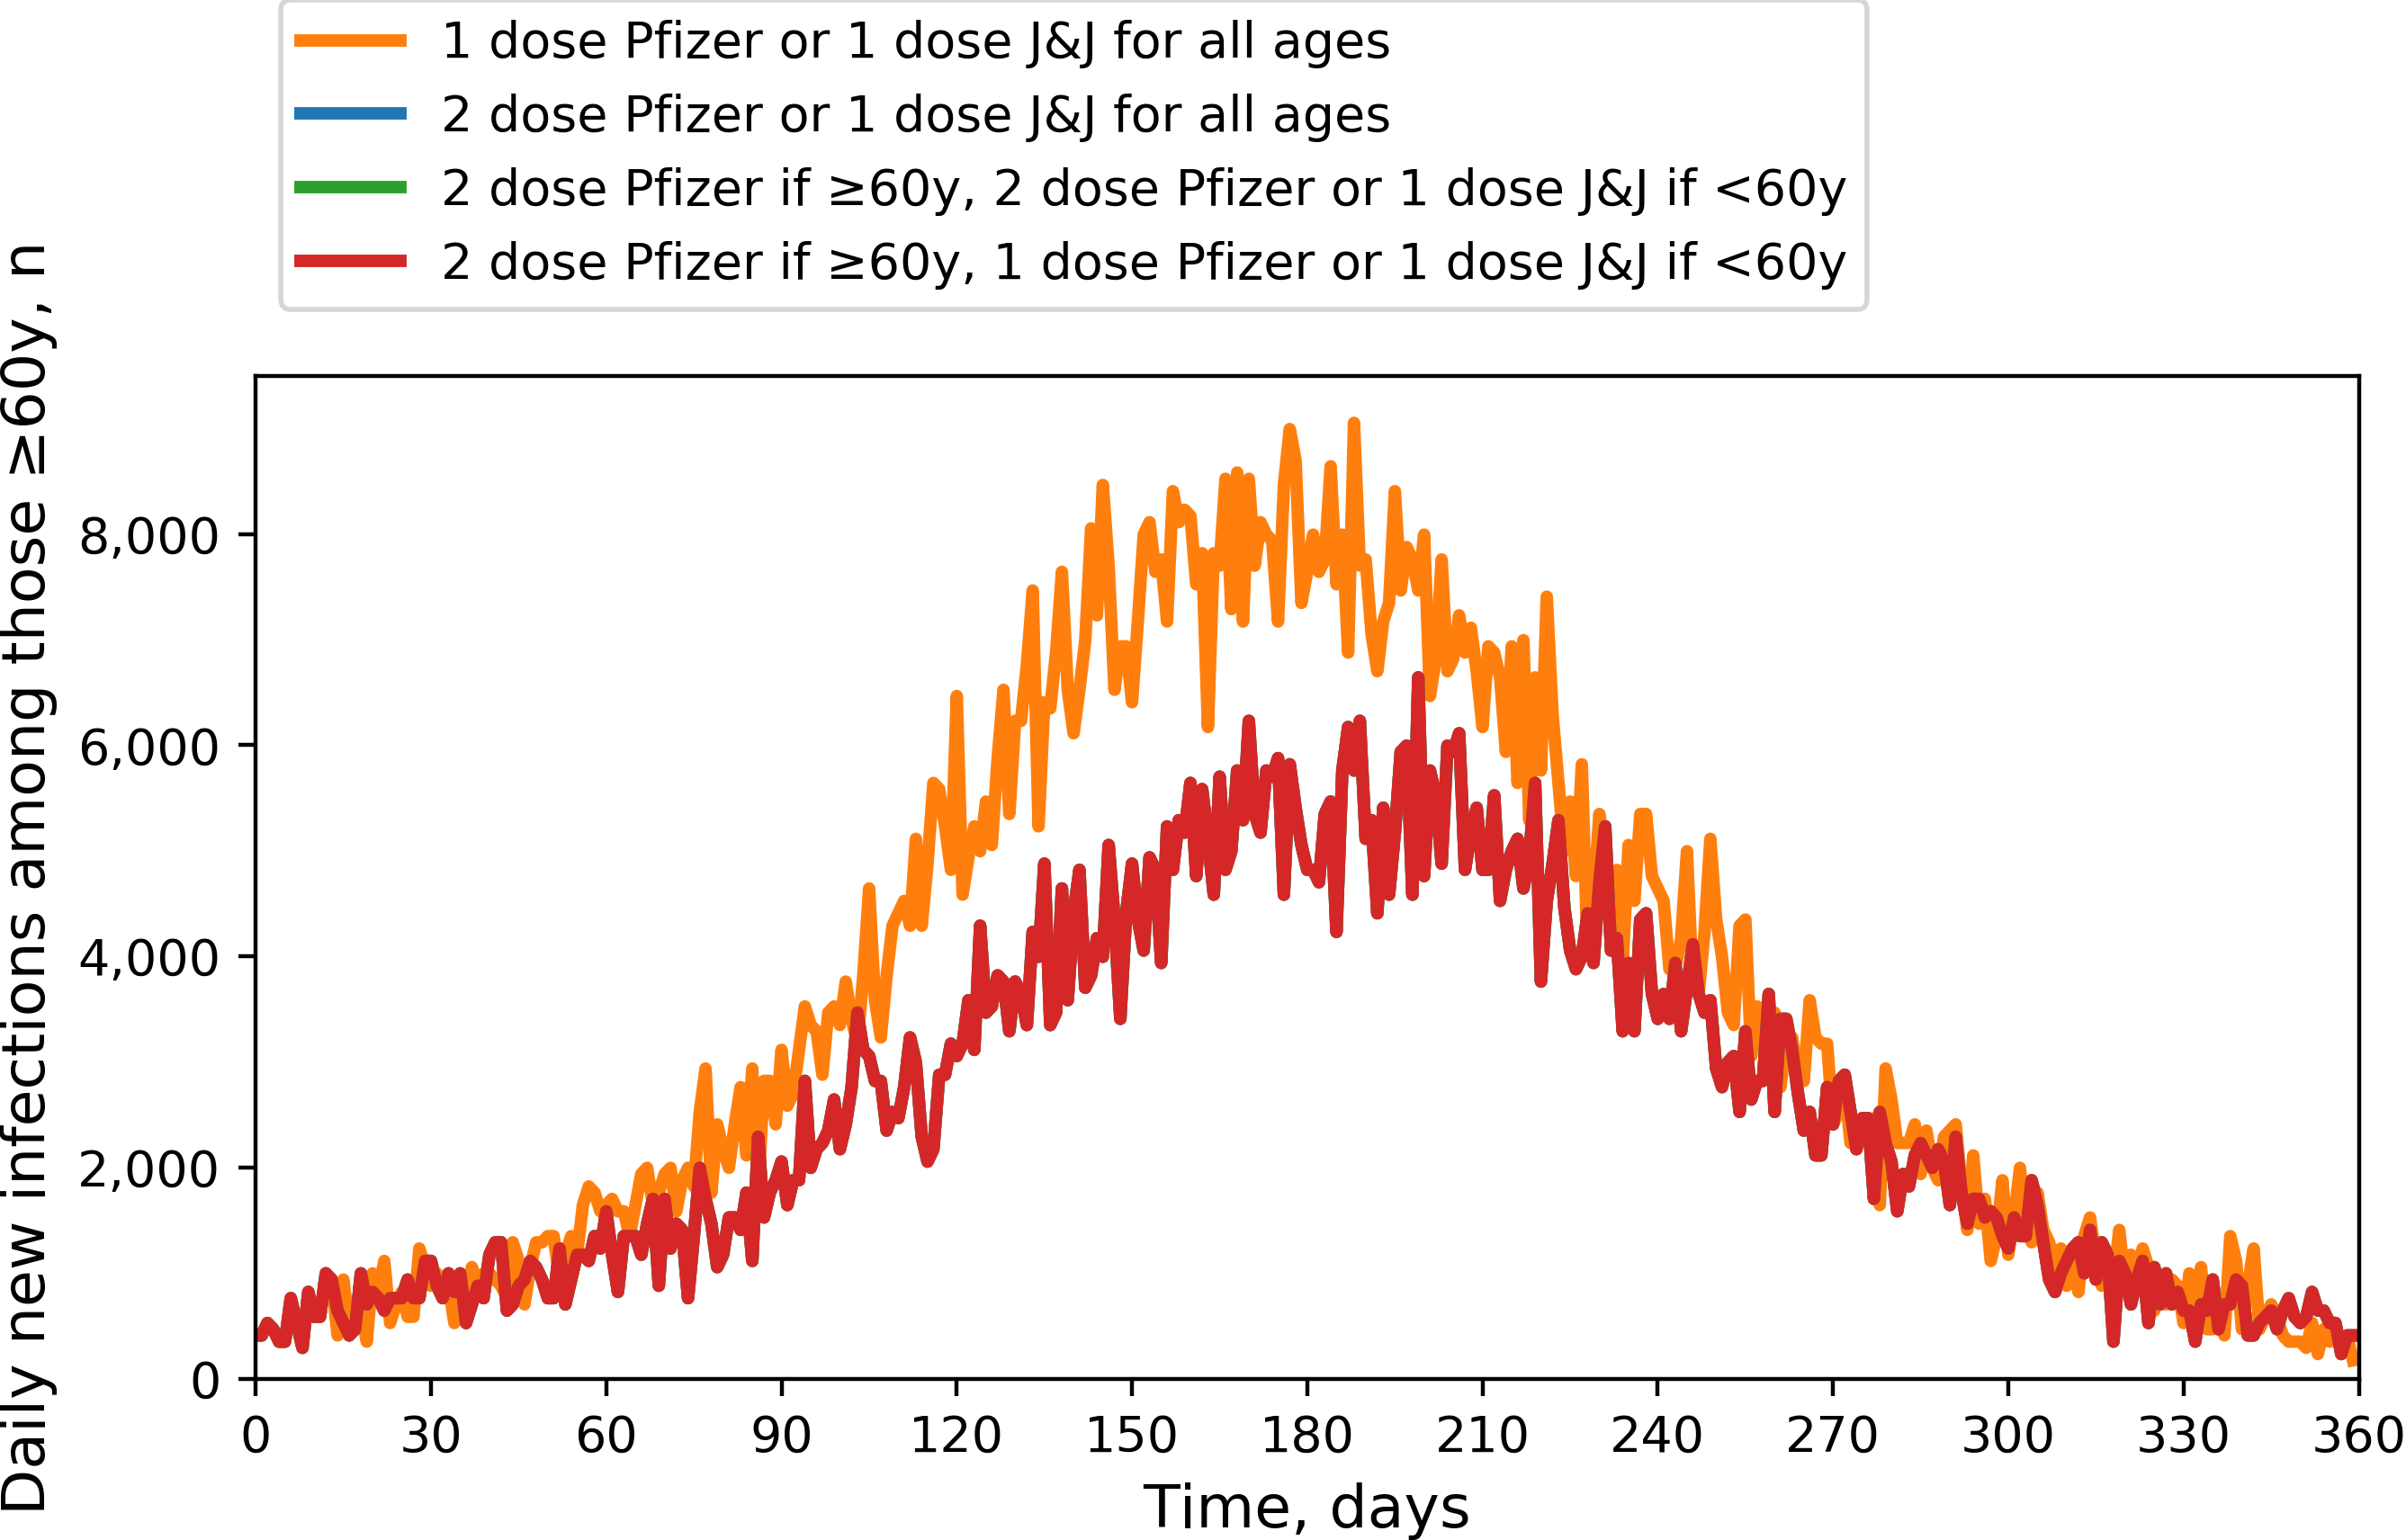 1 dose Pfizer or 1 dose J&J for all ages
2 dose Pfizer or 1 dose J&J for all ages
2 dose Pfizer if ≥60y, 2 dose Pfizer or 1 dose J&J if <60y
2 dose Pfizer if ≥60y, 1 dose Pfizer or 1 dose J&J if <60y
Daily new infections among those ≥60y, n
8,000
6,000
4,000
2,000
0
0 30 60 90 120 150 180 210 240 270 300 330 360
Time, days